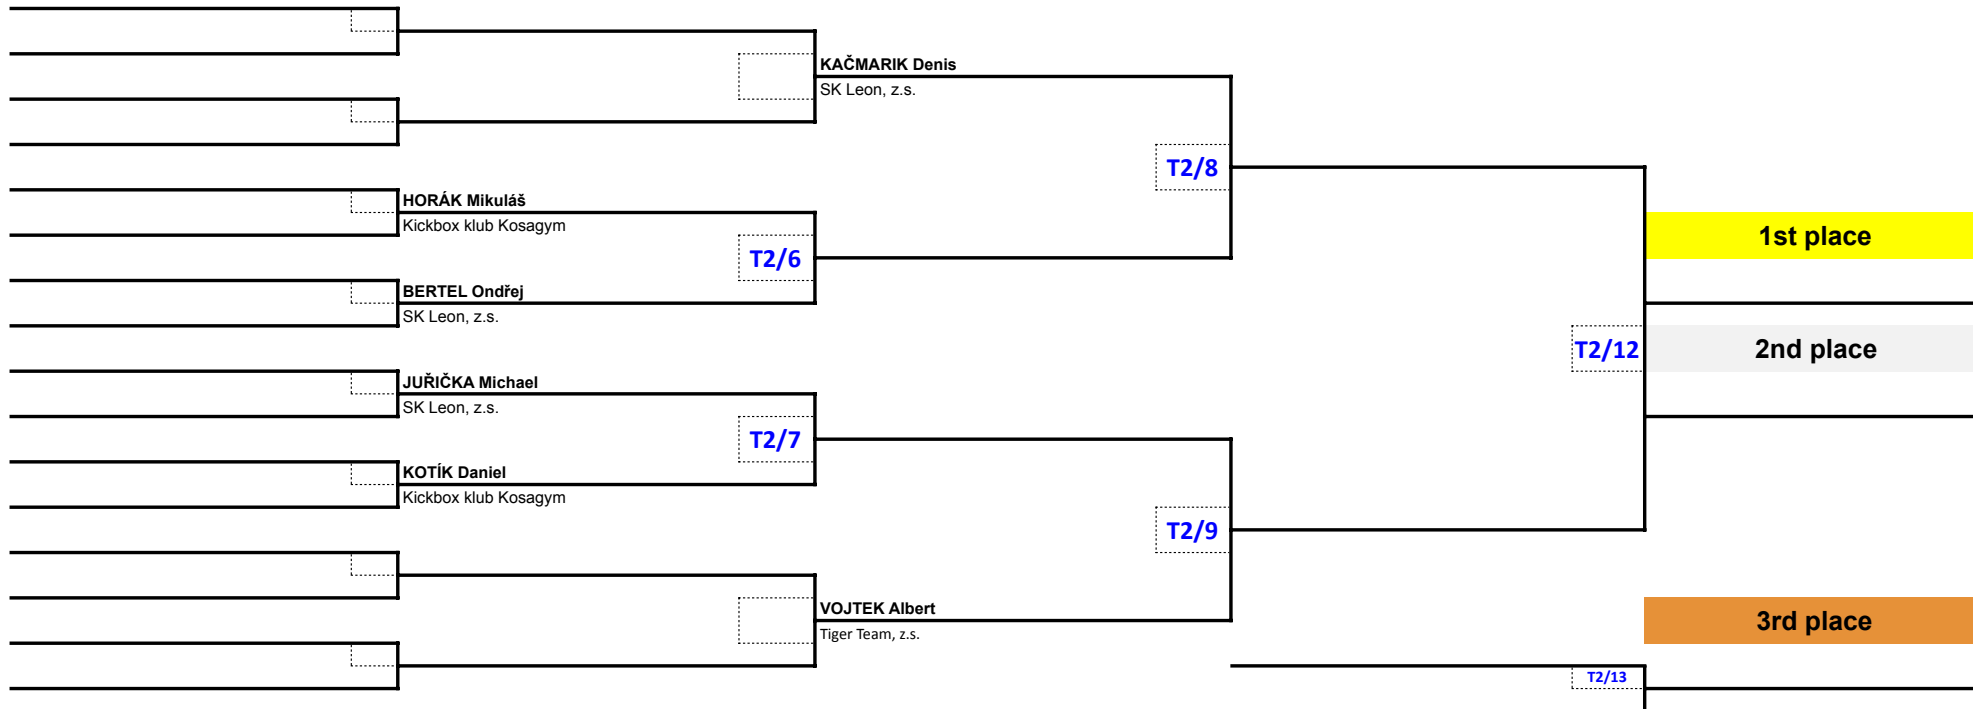 KAČMARIK Denis
SK Leon, z.s.
T2/8
HORÁK Mikuláš
Kickbox klub Kosagym
1st place
T2/6
BERTEL Ondřej
SK Leon, z.s.
T2/12
2nd place
JUŘIČKA Michael
SK Leon, z.s.
T2/7
KOTÍK Daniel
Kickbox klub Kosagym
T2/9
VOJTEK Albert
Tiger Team, z.s.
3rd place
T2/13